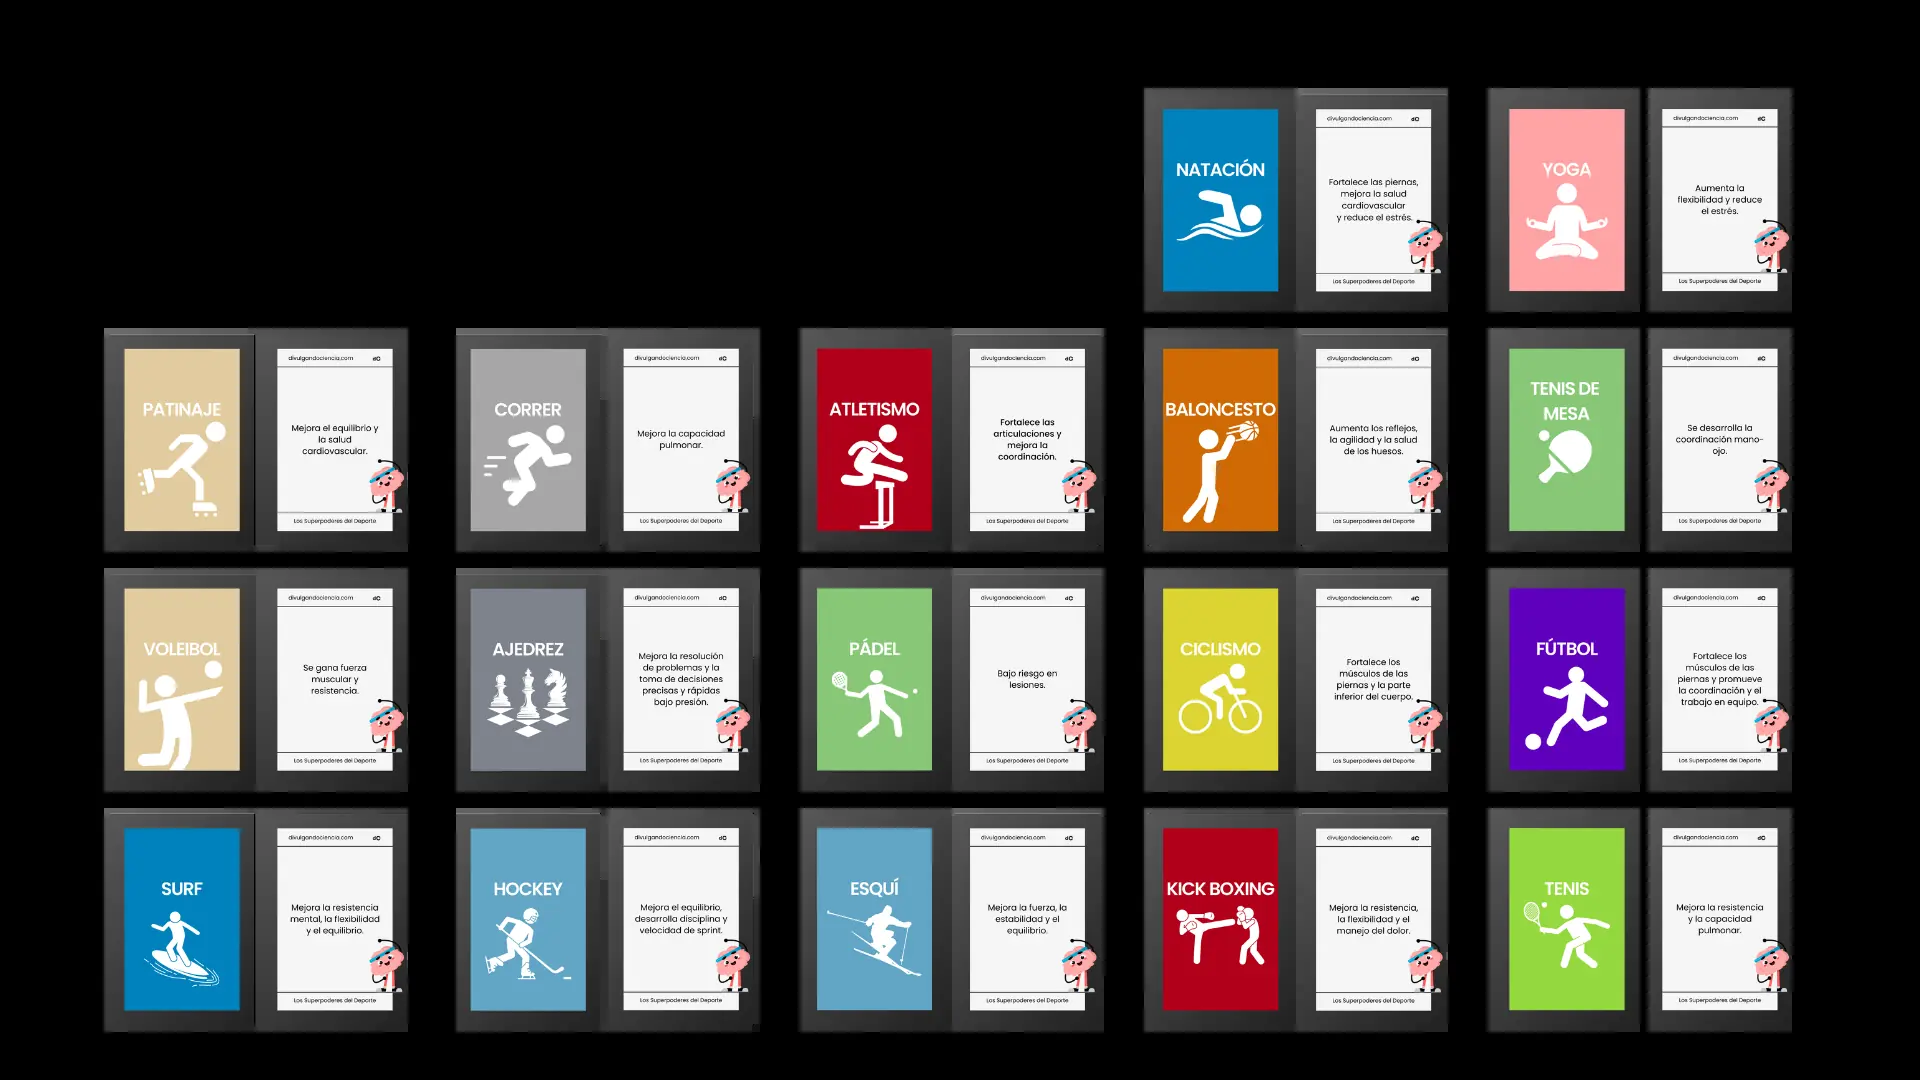 NATACIÓN
divulgandociencia.com dC
Fortalece las piernas,
mejora la salud
cardiovascular
y reduce el estrés.
Los Superpoderes del Deporte
YOGA
divulgandociencia.com dC
Aumenta la
flexibilidad y reduce
el estrés.
Los Superpoderes del Deporte
PATINAJE
divulgandociencia.com dC
Mejora el equilibrio y
la salud
cardiovascular.
Los Superpoderes del Deporte
CORRER
divulgandociencia.com dC
Mejora la capacidad
pulmonar.
Los Superpoderes del Deporte
ATLETISMO
divulgandociencia.com dC
Fortalece las
articulaciones y
mejora la
coordinación.
Los Superpoderes del Deporte
BALONCESTO
divulgandociencia.com dC
Aumenta los reflejos,
la agilidad y la salud
de los huesos.
Los Superpoderes del Deporte
TENIS DE
MESA
divulgandociencia.com dC
Se desarrolla la
coordinación mano-
ojo.
Los Superpoderes del Deporte
VOLEIBOL
divulgandociencia.com dC
Se gana fuerza
muscular y
resistencia.
Los Superpoderes del Deporte
AJEDREZ
divulgandociencia.com dC
Mejora la resolución
de problemas y la
toma de decisiones
precisas y rápidas
bajo presión.
Los Superpoderes del Deporte
PÁDEL
divulgandociencia.com dC
Bajo riesgo en
lesiones.
Los Superpoderes del Deporte
CICLISMO
divulgandociencia.com dC
Fortalece los
músculos de las
piernas y la parte
inferior del cuerpo.
Los Superpoderes del Deporte
FÚTBOL
divulgandociencia.com dC
Fortalece los
músculos de las
piernas y promueve
la coordinación y el
trabajo en equipo.
Los Superpoderes del Deporte
SURF
divulgandociencia.com dC
Mejora la resistencia
mental, la flexibilidad
y el equilibrio.
Los Superpoderes del Deporte
HOCKEY
divulgandociencia.com dC
Mejora el equilibrio,
desarrolla disciplina y
velocidad de sprint.
Los Superpoderes del Deporte
ESQUÍ
divulgandociencia.com dC
Mejora la fuerza, la
estabilidad y el
equilibrio.
Los Superpoderes del Deporte
KICK BOXING
divulgandociencia.com dC
Mejora la resistencia,
la flexibilidad y el
manejo del dolor.
Los Superpoderes del Deporte
TENIS
divulgandociencia.com dC
Mejora la resistencia
y la capacidad
pulmonar.
Los Superpoderes del Deporte